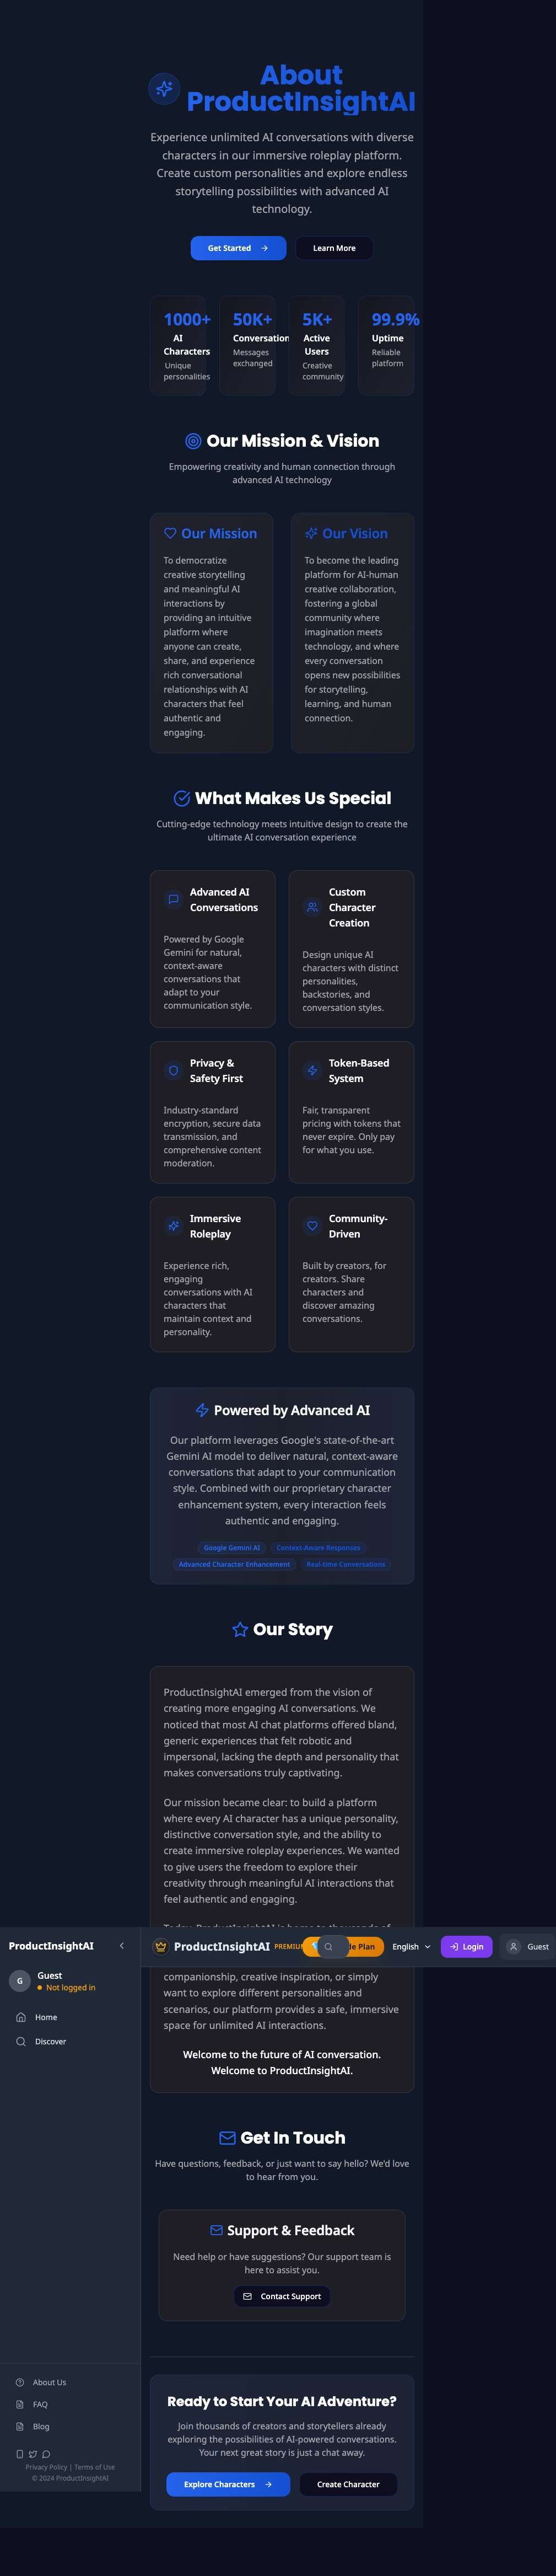 About
ProductInsightAI
Experience unlimited AI conversations with diverse
characters in our immersive roleplay platform.
Create custom personalities and explore endless
storytelling possibilities with advanced AI
technology.
Get Started
Learn More
1000+
AI
Characters
Unique
personalities
50K+
Conversation
Messages
exchanged
5K+
Active
Users
Creative
community
99.9%
Uptime
Reliable
platform
Our Mission & Vision
Empowering creativity and human connection through
advanced AI technology
Our Mission
To democratize
creative storytelling
and meaningful AI
interactions by
providing an intuitive
platform where
anyone can create,
share, and experience
rich conversational
relationships with AI
characters that feel
authentic and
engaging.
Our Vision
To become the leading
platform for AI-human
creative collaboration,
fostering a global
community where
imagination meets
technology, and where
every conversation
opens new possibilities
for storytelling,
learning, and human
connection.
What Makes Us Special
Cutting-edge technology meets intuitive design to create the
ultimate AI conversation experience
Advanced AI
Conversations
Powered by Google
Gemini for natural,
context-aware
conversations that
adapt to your
communication style.
Custom
Character
Creation
Design unique AI
characters with distinct
personalities,
backstories, and
conversation styles.
Privacy &
Safety First
Industry-standard
encryption, secure data
transmission, and
comprehensive content
moderation.
Token-Based
System
Fair, transparent
pricing with tokens that
never expire. Only pay
for what you use.
Immersive
Roleplay
Experience rich,
engaging
conversations with AI
characters that
maintain context and
personality.
Community-
Driven
Built by creators, for
creators. Share
characters and
discover amazing
conversations.
Powered by Advanced AI
Our platform leverages Google's state-of-the-art
Gemini AI model to deliver natural, context-aware
conversations that adapt to your communication
style. Combined with our proprietary character
enhancement system, every interaction feels
authentic and engaging.
Google Gemini AI
Context-Aware Responses
Advanced Character Enhancement
Real-time Conversations
Our Story
ProductInsightAI emerged from the vision of
creating more engaging AI conversations. We
noticed that most AI chat platforms offered bland,
generic experiences that felt robotic and
impersonal, lacking the depth and personality that
makes conversations truly captivating.
Our mission became clear: to build a platform
where every AI character has a unique personality,
distinctive conversation style, and the ability to
create immersive roleplay experiences. We wanted
to give users the freedom to explore their
creativity through meaningful AI interactions that
feel authentic and engaging.
ProductInsightAI
G
Guest
Not logged in
Home
Discover
ProductInsightAI
PREMIUM
Plan
English
Login
Guest
companionship, creative inspiration, or simply
want to explore different personalities and
scenarios, our platform provides a safe, immersive
space for unlimited AI interactions.
Welcome to the future of AI conversation.
Welcome to ProductInsightAI.
Get In Touch
Have questions, feedback, or just want to say hello? We'd love
to hear from you.
Support & Feedback
Need help or have suggestions? Our support team is
here to assist you.
Contact Support
About Us
FAQ
Blog
Privacy Policy | Terms of Use
© 2024 ProductInsightAI
Ready to Start Your AI Adventure?
Join thousands of creators and storytellers already
exploring the possibilities of AI-powered conversations.
Your next great story is just a chat away.
Explore Characters
Create Character